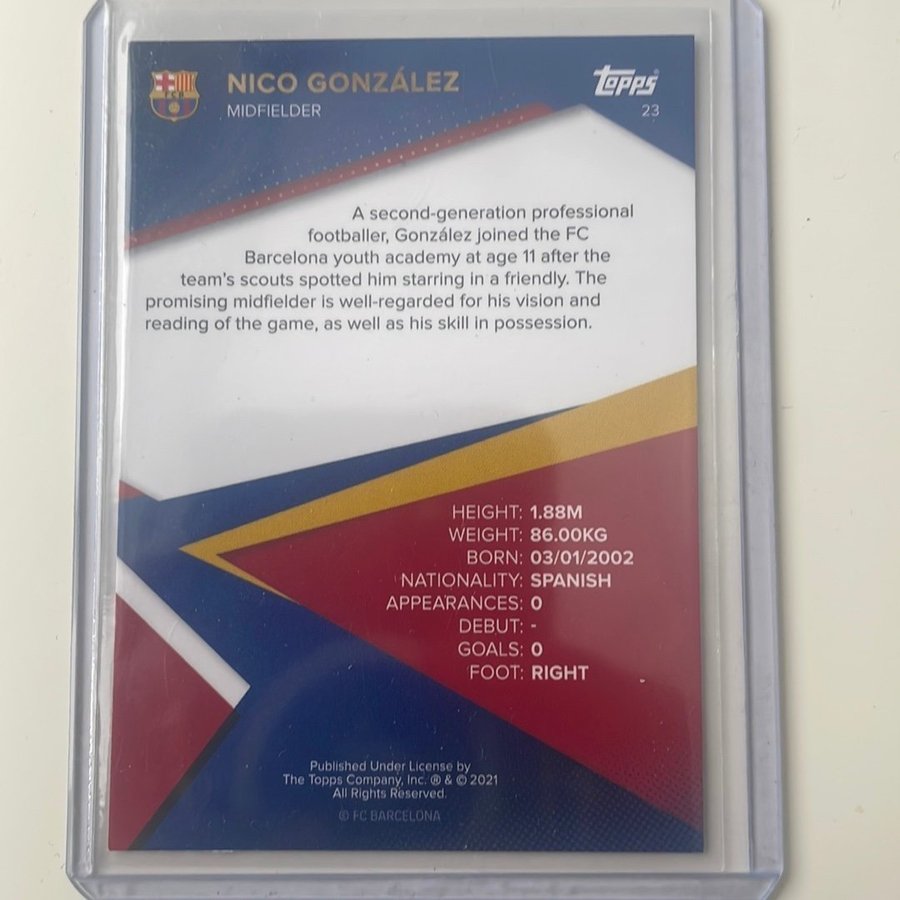 NICO GONZÁLEZ
MIDFIELDER
TOPPS
23
A second-generation professional
footballer, González joined the FC
Barcelona youth academy at age 11 after the
team's scouts spotted him starring in a friendly. The
promising midfielder is well-regarded for his vision and
reading of the game, as well as his skill in possession.
HEIGHT: 1.88M
WEIGHT: 86.00KG
BORN: 03/01/2002
NATIONALITY: SPANISH
APPEARANCES: 0
DEBUT: -
GOALS: 0
FOOT: RIGHT
Published Under License by
The Topps Company, Inc. ® & © 2021
All Rights Reserved.
© FC BARCELONA